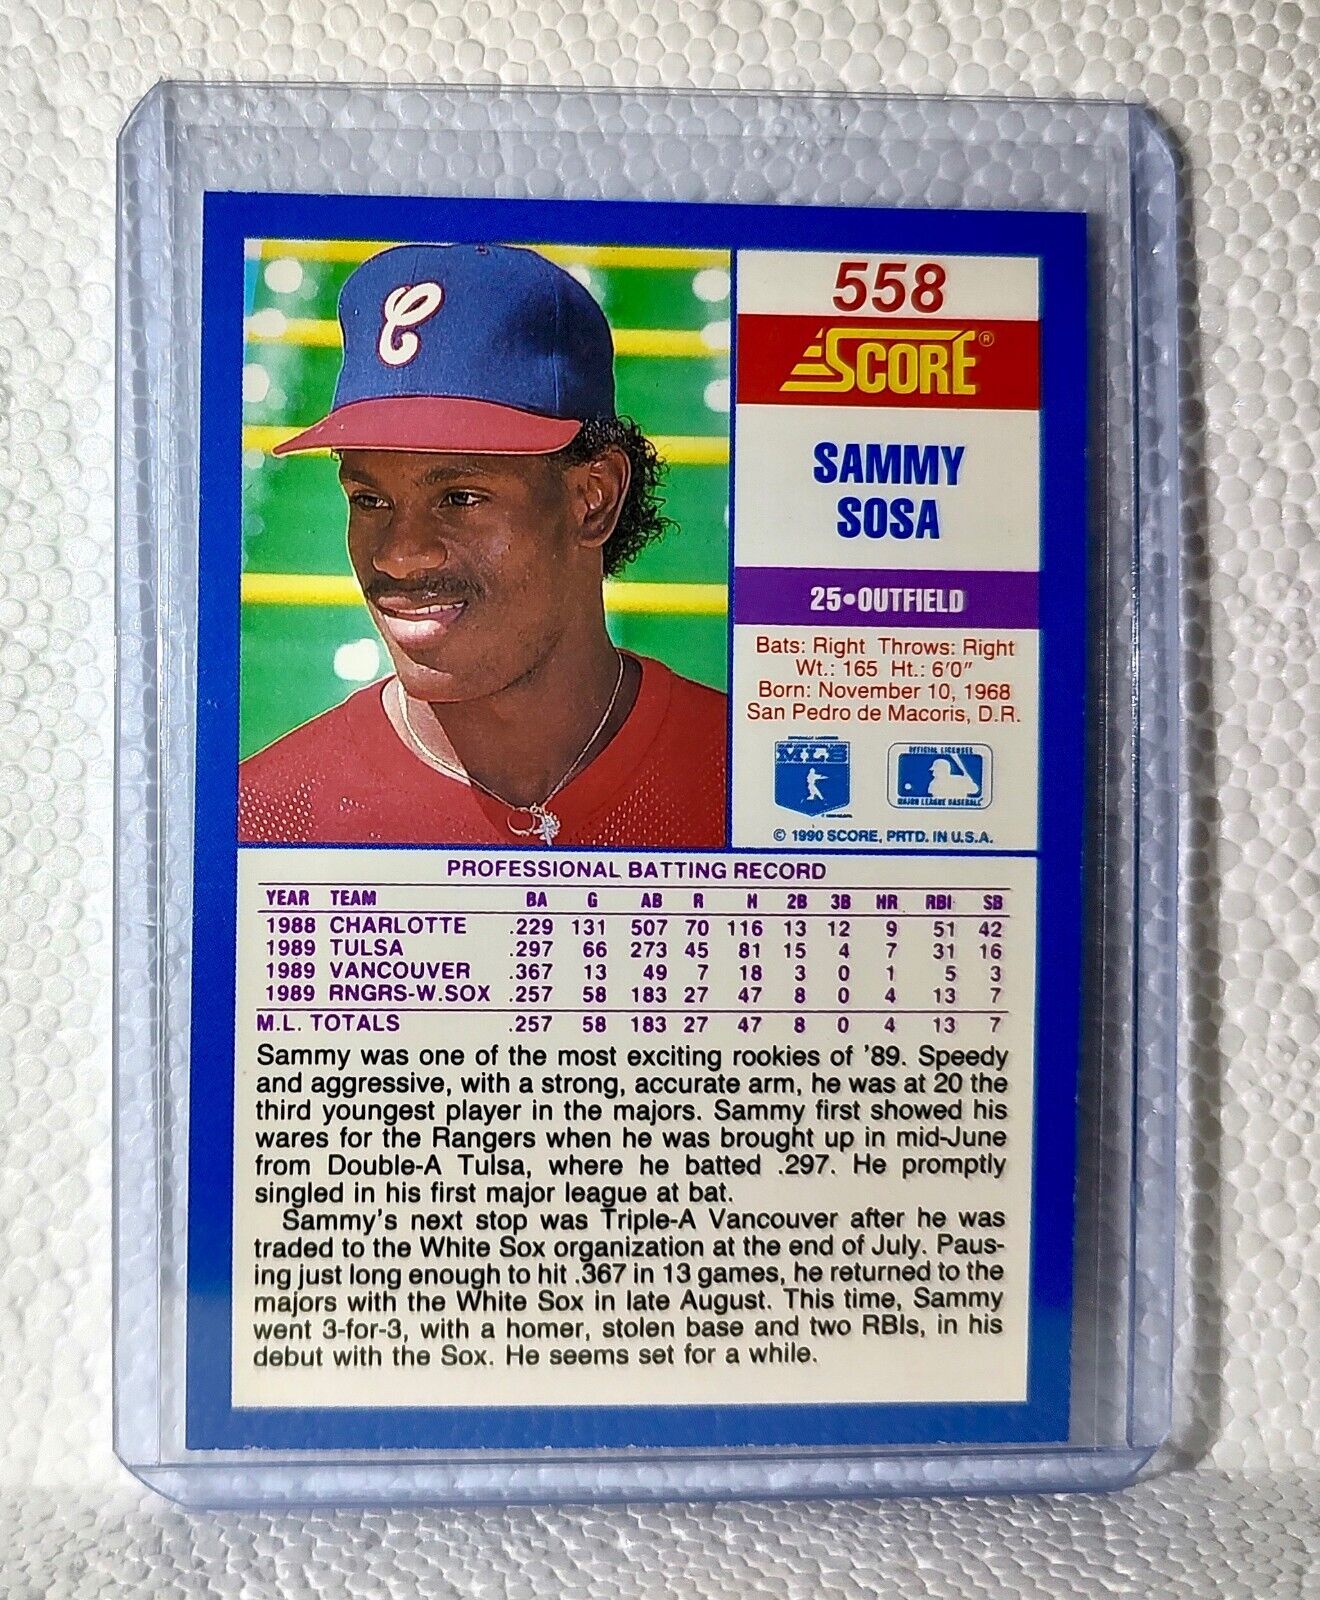 C
558
SCORE®
SAMMY
SOSA
25•OUTFIELD
Bats: Right Throws: Right
Wt.: 165 Ht.: 6'0"
Born: November 10, 1968
San Pedro de Macoris, D.R.
OFFICIAL LICENSEE
MAJOR LEAGUE BASEBALL
© 1990 SCORE, PRTD. IN U.S.A.
PROFESSIONAL BATTING RECORD
YEAR TEAM BA G AB R H 2B 3B HR RBI SB
1988 CHARLOTTE .229 131 507 70 116 13 12 9 51 42
1989 TULSA .297 66 273 45 81 15 4 7 31 16
1989 VANCOUVER .367 13 49 7 18 3 0 1 5 3
1989 RNGRS-W.SOX .257 58 183 27 47 8 0 4 13 7
M.L. TOTALS .257 58 183 27 47 8 0 4 13 7
Sammy was one of the most exciting rookies of '89. Speedy
and aggressive, with a strong, accurate arm, he was at 20 the
third youngest player in the majors. Sammy first showed his
wares for the Rangers when he was brought up in mid-June
from Double-A Tulsa, where he batted .297. He promptly
singled in his first major league at bat.
Sammy's next stop was Triple-A Vancouver after he was
traded to the White Sox organization at the end of July. Paus-
ing just long enough to hit .367 in 13 games, he returned to the
majors with the White Sox in late August. This time, Sammy
went 3-for-3, with a homer, stolen base and two RBIs, in his
debut with the Sox. He seems set for a while.